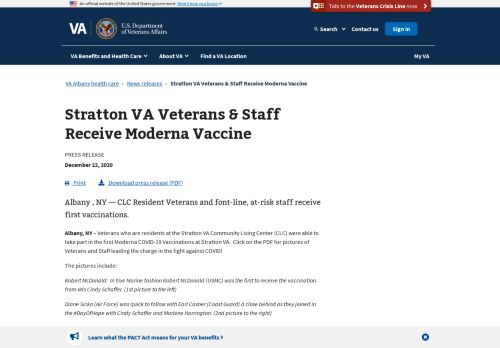 An official website of the United States government Here's how you know
Talk to the Veterans Crisis Line now
VA
U.S. Department
of Veterans Affairs
Search
Contact us
Sign in
VA Benefits and Health Care
About VA
Find a VA Location
My VA
VA Albany health care › News releases › Stratton VA Veterans & Staff Receive Moderna Vaccine
Stratton VA Veterans & Staff
Receive Moderna Vaccine
PRESS RELEASE
December 22, 2020
Print
Download press release (PDF)
Albany , NY — CLC Resident Veterans and font-line, at-risk staff receive
first vaccinations.
Albany, NY – Veterans who are residents at the Stratton VA Community Living Center (CLC) were able to
take part in the first Moderna COVID-19 Vaccinations at Stratton VA. Click on the PDF for pictures of
Veterans and Staff leading the charge in the fight against COVID!
The pictures include:
Robert McDonald: In true Marine fashion Robert McDonald (USMC) was the first to receive the vaccination
from VRs Cindy Schaffer. (1st picture to the left)
Diane Sicko (Air Force) was quick to follow with Earl Casner (Coast Guard) a close behind as they joined in
the #DayOfHope with Cindy Schaffer and Marlene Harrington. (2nd picture to the right)
Learn what the PACT Act means for your VA benefits